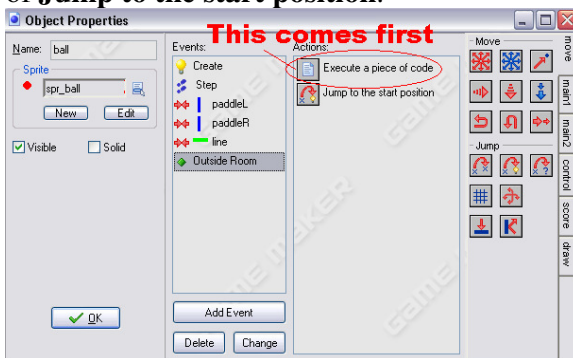 of Jump to the start position.
Object Properties
This comes first
Name: ball
Sprite
spr_ball
New
Edit
Visible
Solid
OK
Events:
Create
Step
paddleL
paddleR
line
Outside Room
Add Event
Delete
Change
Actions:
Execute a piece of code
Jump to the start position
GAME MAKER
Move
Jump
move
main1
main2
control
score
draw